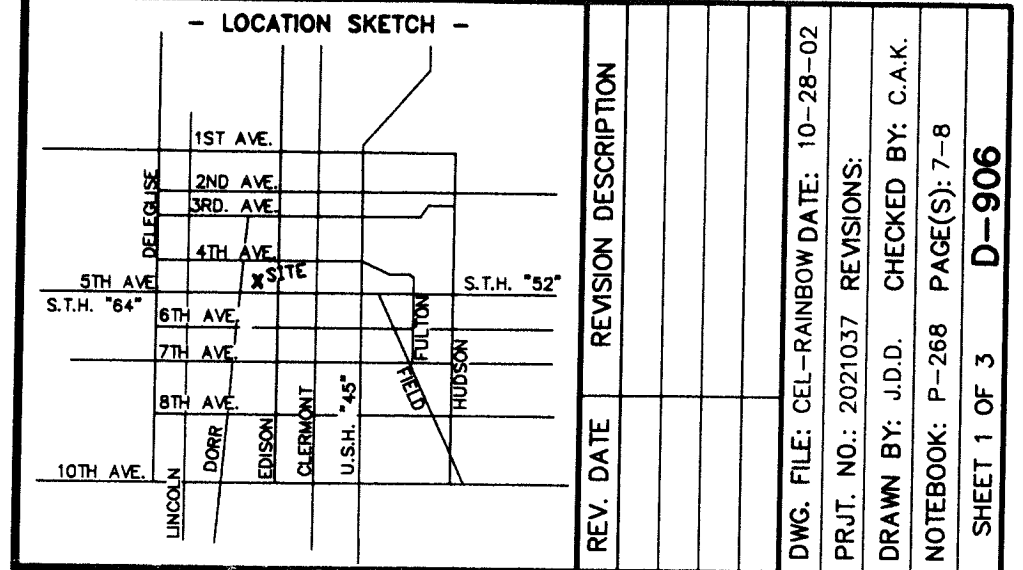 - LOCATION SKETCH -
1ST AVE.
2ND AVE.
3RD. AVE.
DELEGLISE
4TH AVE.
X SITE
5TH AVE
S.T.H. "52"
S.T.H. "64"
6TH AVE.
7TH AVE.
8TH AVE.
10TH AVE.
LINCOLN
DORR
EDISON
CLERMONT
U.S.H. "45"
FIELD
FULTON
HUDSON
REV. DATE REVISION DESCRIPTION
DWG. FILE: CEL-RAINBOW DATE: 10-28-02
PRJT. NO.: 2021037 REVISIONS:
DRAWN BY: J.D.D. CHECKED BY: C.A.K.
NOTEBOOK: P-268 PAGE(S): 7-8
SHEET 1 OF 3 D-906